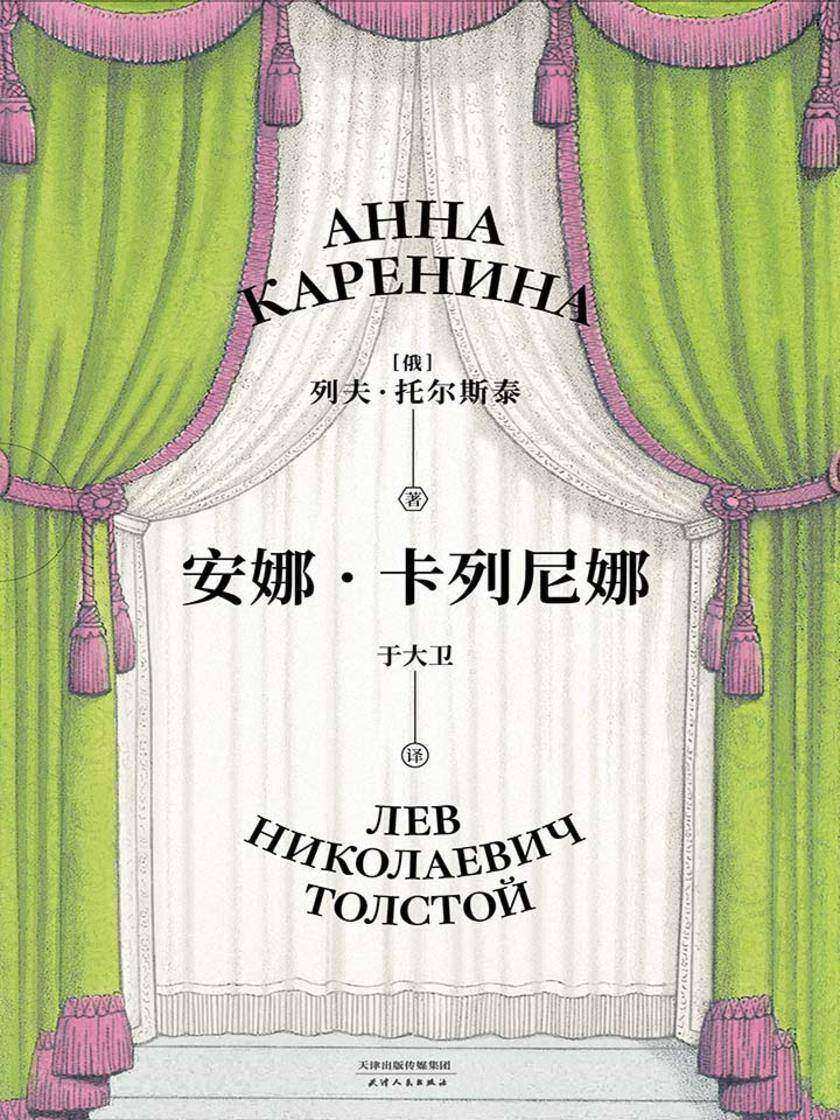 АННА
КАРЕНИНА
[俄]
列夫·托尔斯泰
著
安娜·卡列尼娜
于大卫
译
ЛЕВ
НИКОЛАЕВИЧ
ТОЛСТОЙ
天津出版传媒集团
天津人民出版社